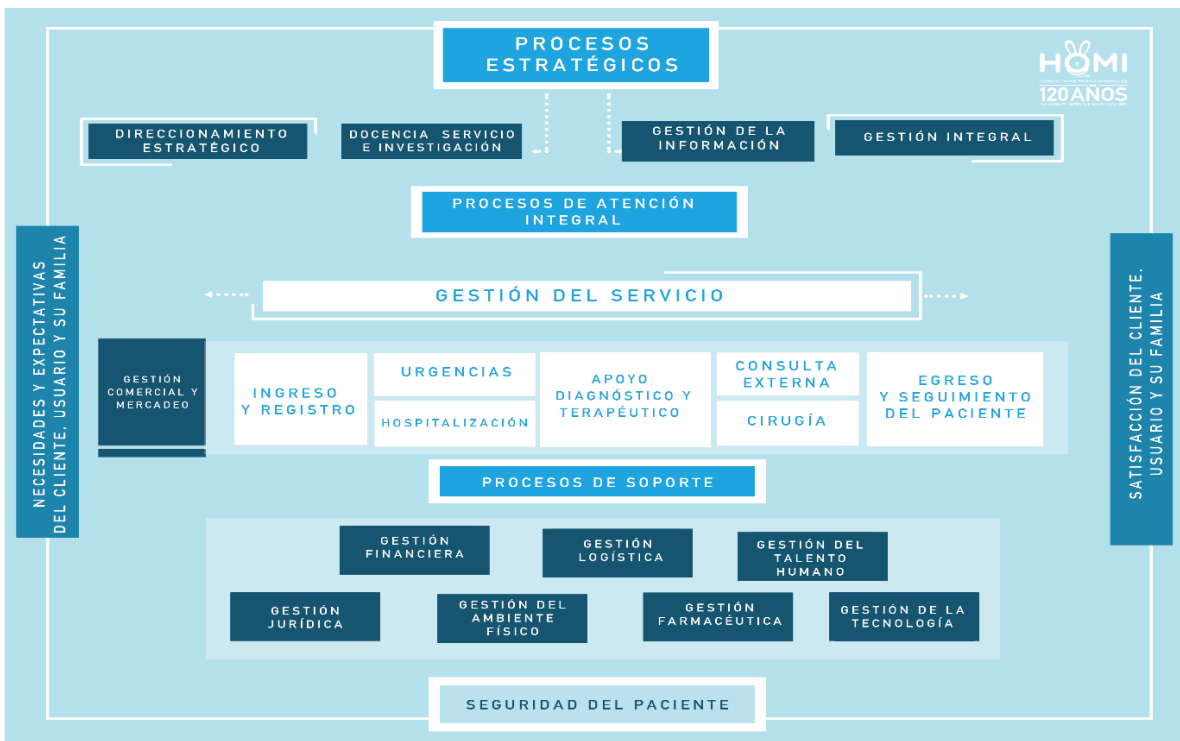 PROCESOS
ESTRATÉGICOS
HOMI
120 AÑOS
DIRECCIONAMIENTO
ESTRATÉGICO
DOCENCIA SERVICIO
E INVESTIGACIÓN
GESTIÓN DE LA
INFORMACIÓN
GESTIÓN INTEGRAL
PROCESOS DE ATENCIÓN
INTEGRAL
NECESIDADES Y EXPECTATIVAS
DEL CLIENTE, USUARIO Y SU FAMILIA
GESTIÓN DEL SERVICIO
GESTIÓN
COMERCIAL Y
MERCADEO
INGRESO
Y REGISTRO
URGENCIAS
HOSPITALIZACIÓN
APOYO
DIAGNÓSTICO Y
TERAPÉUTICO
CONSULTA
EXTERNA
CIRUGÍA
EGRESO
Y SEGUIMIENTO
DEL PACIENTE
SATISFACCIÓN DEL CLIENTE,
USUARIO Y SU FAMILIA
PROCESOS DE SOPORTE
GESTIÓN
FINANCIERA
GESTIÓN
LOGÍSTICA
GESTIÓN DEL
TALENTO
HUMANO
GESTIÓN
JURÍDICA
GESTIÓN DEL
AMBIENTE
FÍSICO
GESTIÓN
FARMACÉUTICA
GESTIÓN DE LA
TECNOLOGÍA
SEGURIDAD DEL PACIENTE